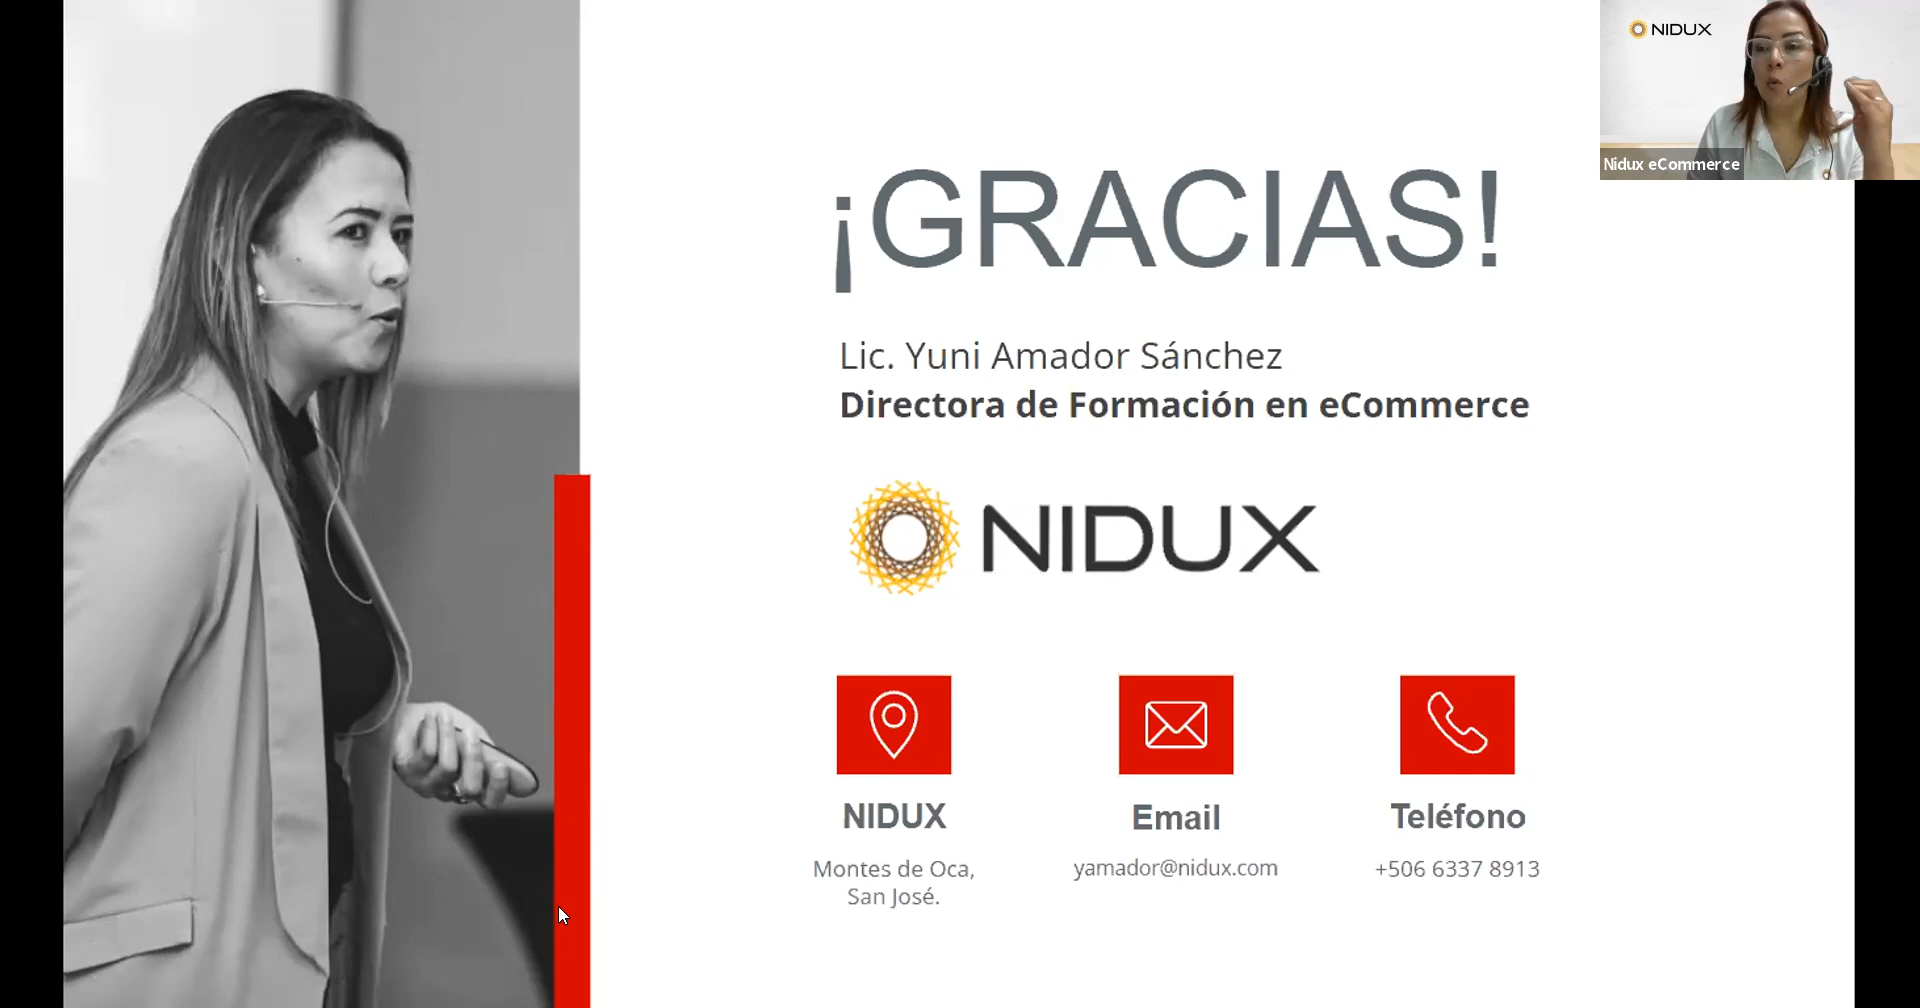 NIDUX
Nidux eCommerce
¡GRACIAS!
Lic. Yuni Amador Sánchez
Directora de Formación en eCommerce
NIDUX
NIDUX
Montes de Oca,
San José.
Email
yamador@nidux.com
Teléfono
+506 6337 8913